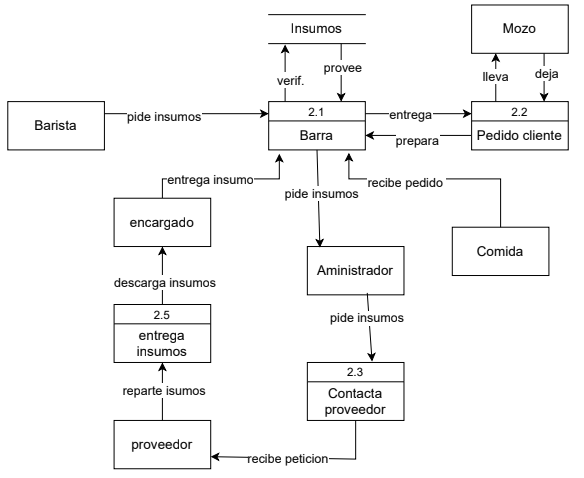 Insumos
Mozo
verif.
provee
lleva
deja
Barista
pide insumos
2.1
Barra
entrega
prepara
2.2
Pedido cliente
entrega insumo
pide insumos
recibe pedido
encargado
Comida
Aministrador
descarga insumos
2.5
entrega
insumos
pide insumos
2.3
Contacta
proveedor
reparte isumos
proveedor
recibe peticion